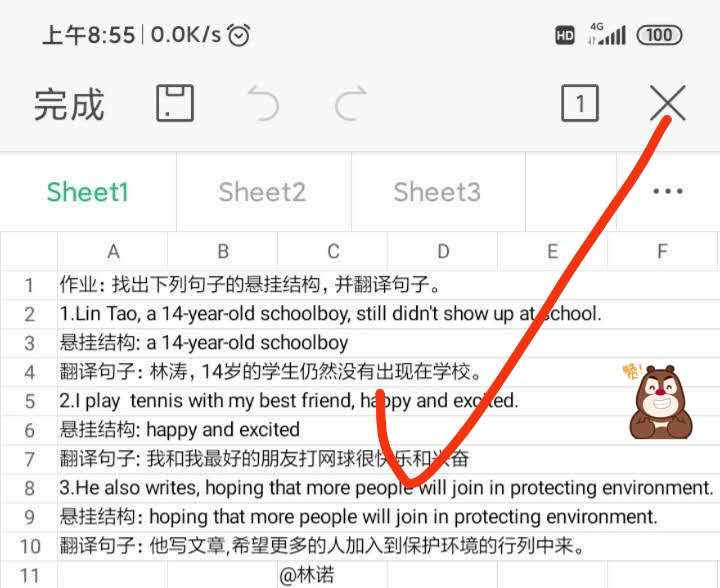 上午8:55 | 0.0K/s HD 4G 100
完成 1
Sheet1 Sheet2 Sheet3 ...
A B C D E F
1 作业: 找出下列句子的悬挂结构，并翻译句子。
2 1.Lin Tao, a 14-year-old schoolboy, still didn't show up at school.
3 悬挂结构: a 14-year-old schoolboy
4 翻译句子: 林涛，14岁的学生仍然没有出现在学校。
赞!
5 2.I play tennis with my best friend, happy and excited.
6 悬挂结构: happy and excited
7 翻译句子: 我和我最好的朋友打网球很快乐和兴奋
8 3.He also writes, hoping that more people will join in protecting environment.
9 悬挂结构: hoping that more people will join in protecting environment.
10 翻译句子: 他写文章,希望更多的人加入到保护环境的行列中来。
11 @林诺